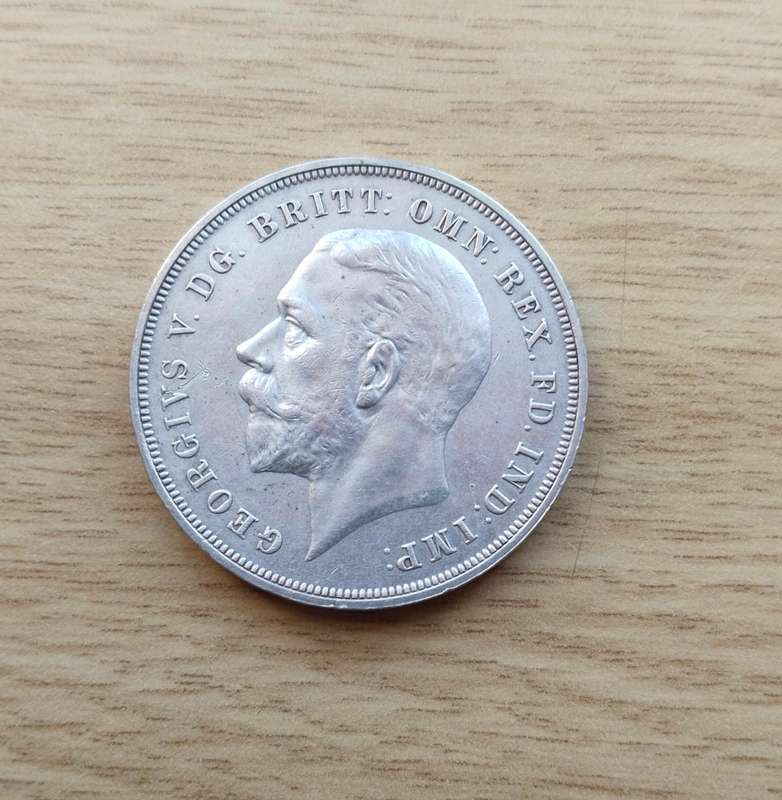 GEORGIVS V. DG. BRITT: OMN: REX. FD. IND: IMP: